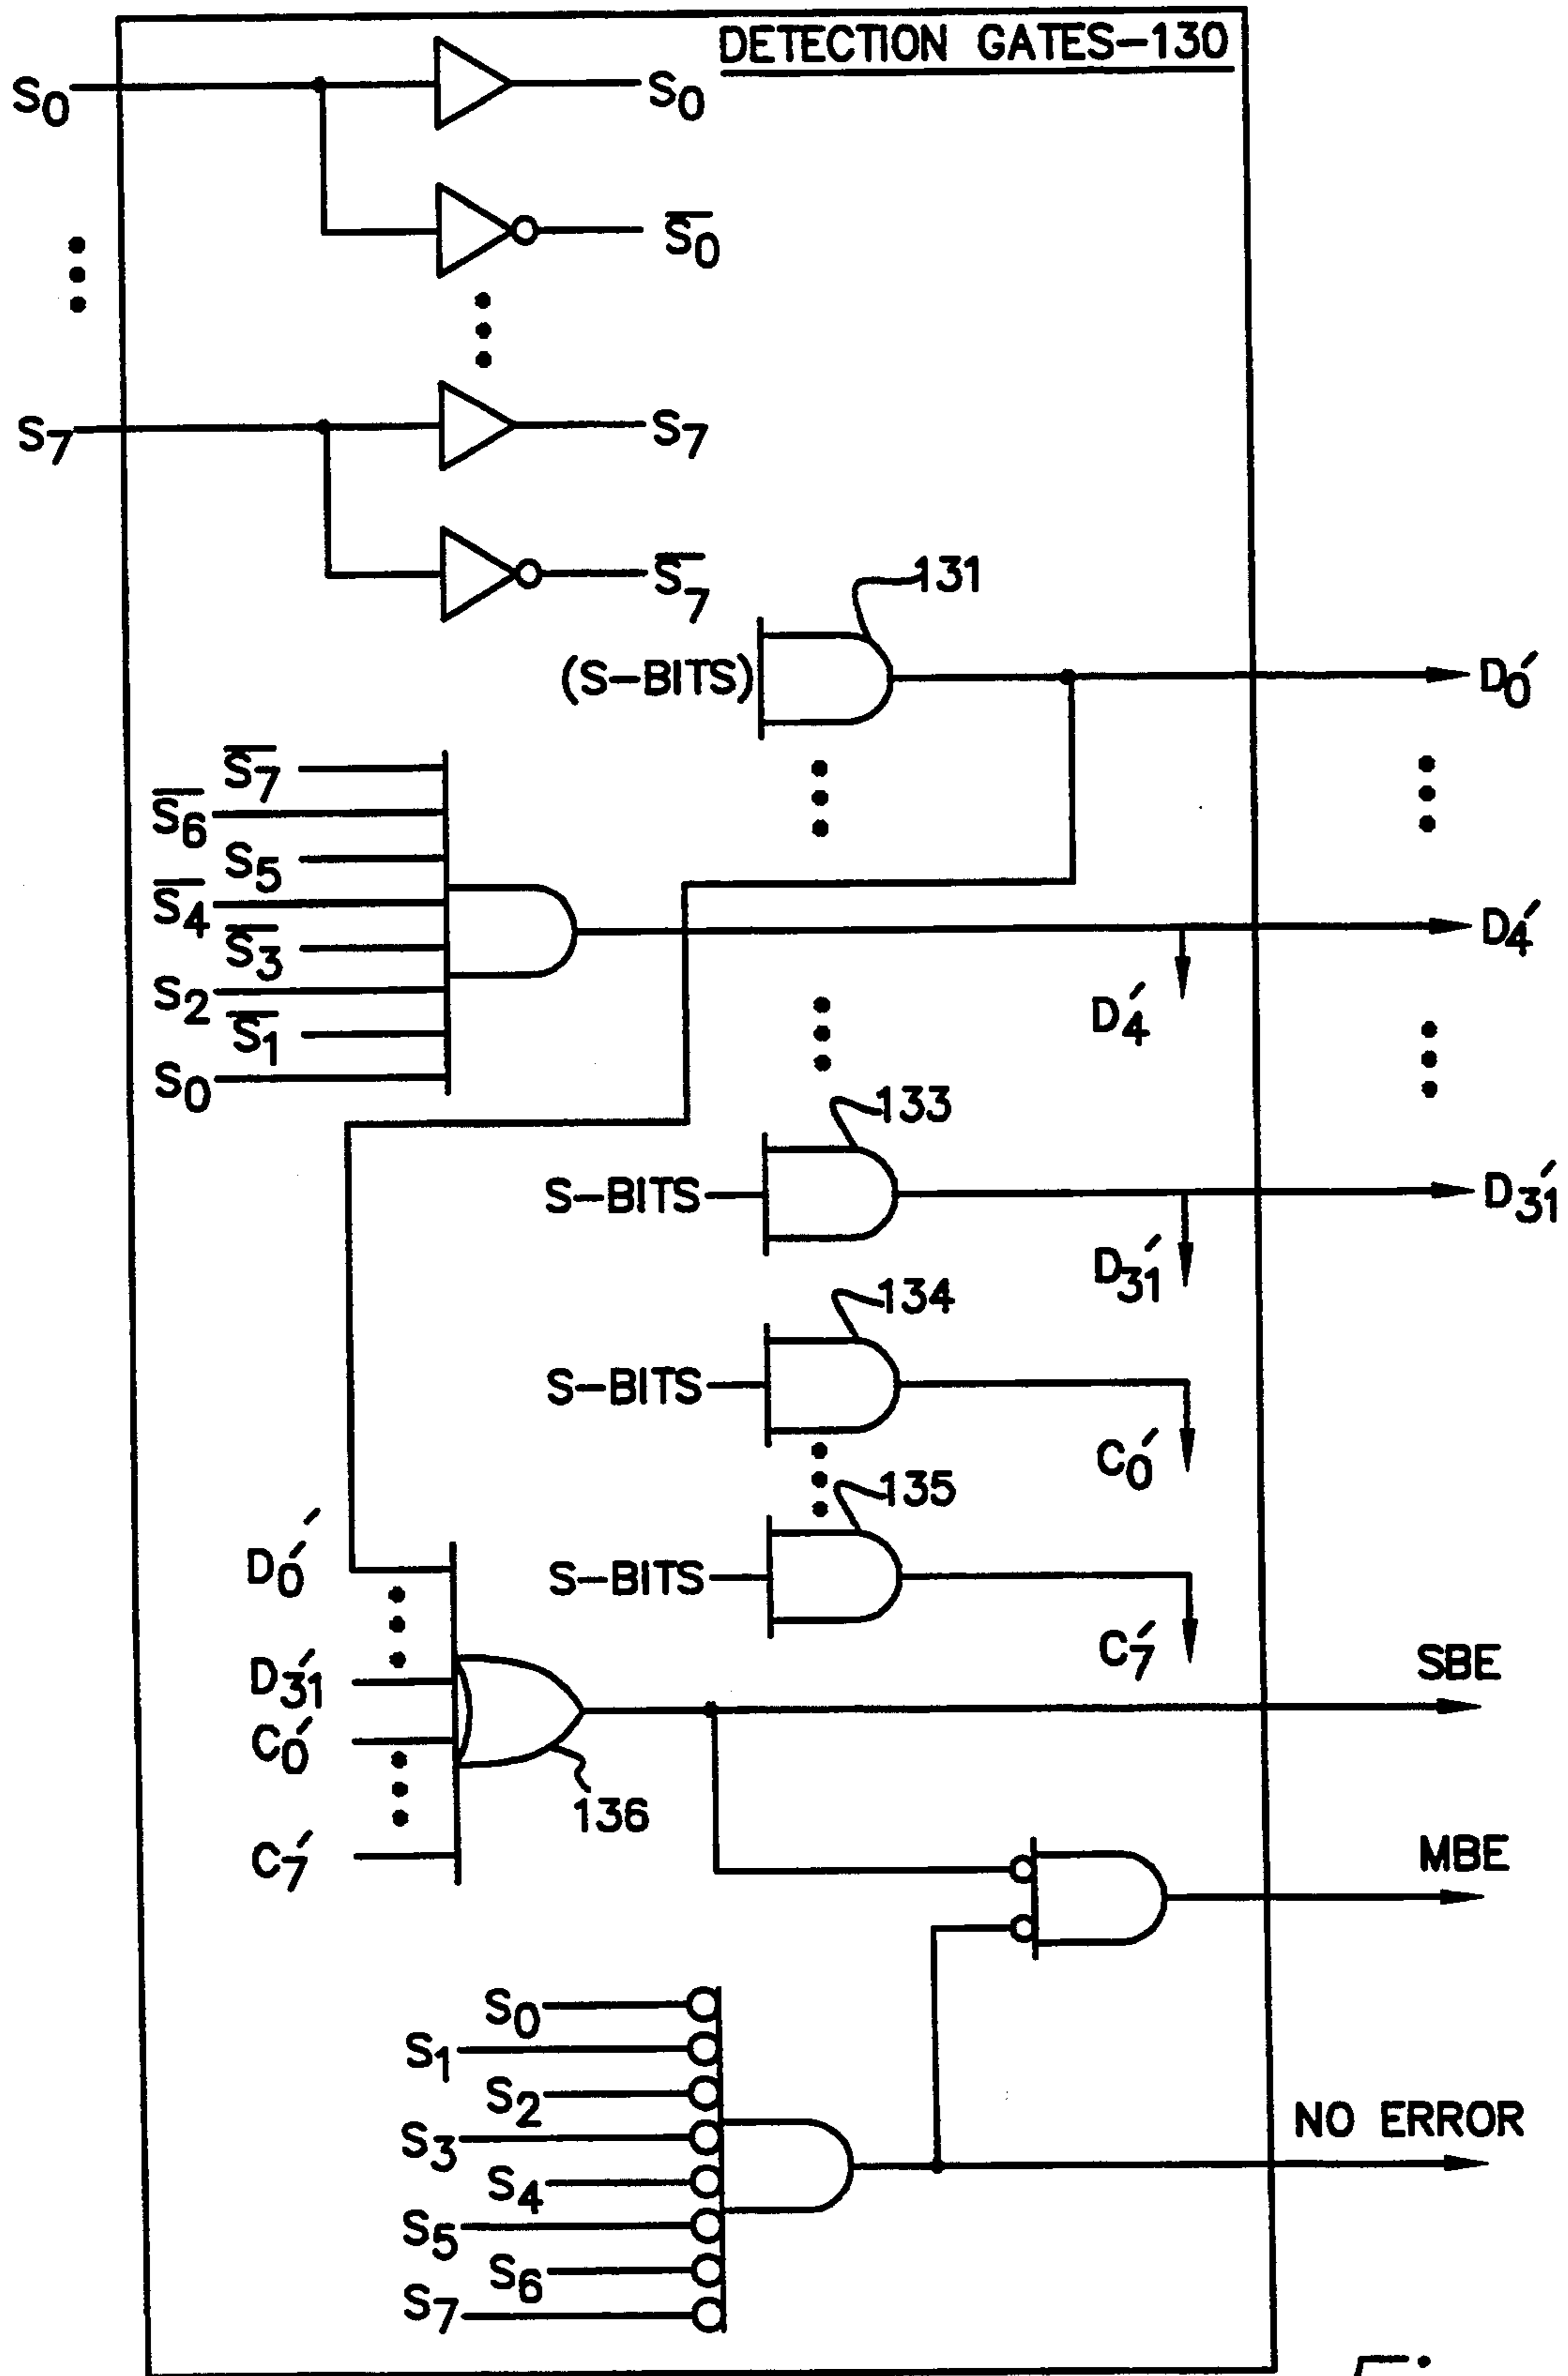 DETECTION GATES-130
S0
S0
S̅0
S7
S7
S̅7
131
(S-BITS)
D0′
S̅7
S̅6
S5
S̅4
S̅3
S2
S̅1
S0
D4′
D4′
133
S-BITS
D31′
D31′
134
S-BITS
C0′
135
S-BITS
C7′
D0′
D31′
C0′
C7′
136
SBE
MBE
S0
S1
S2
S3
S4
S5
S6
S7
NO ERROR